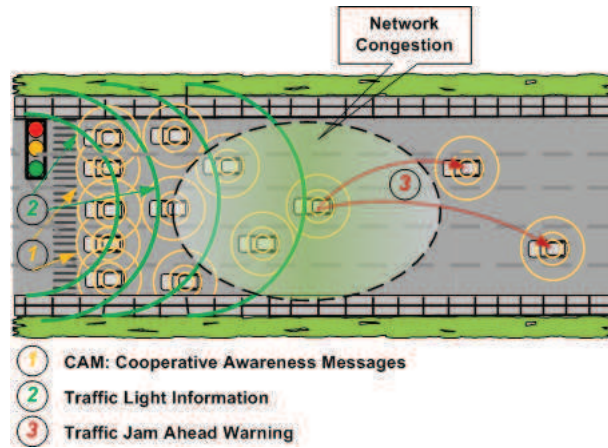 Network
Congestion
3
2
1
1 CAM: Cooperative Awareness Messages
2 Traffic Light Information
3 Traffic Jam Ahead Warning